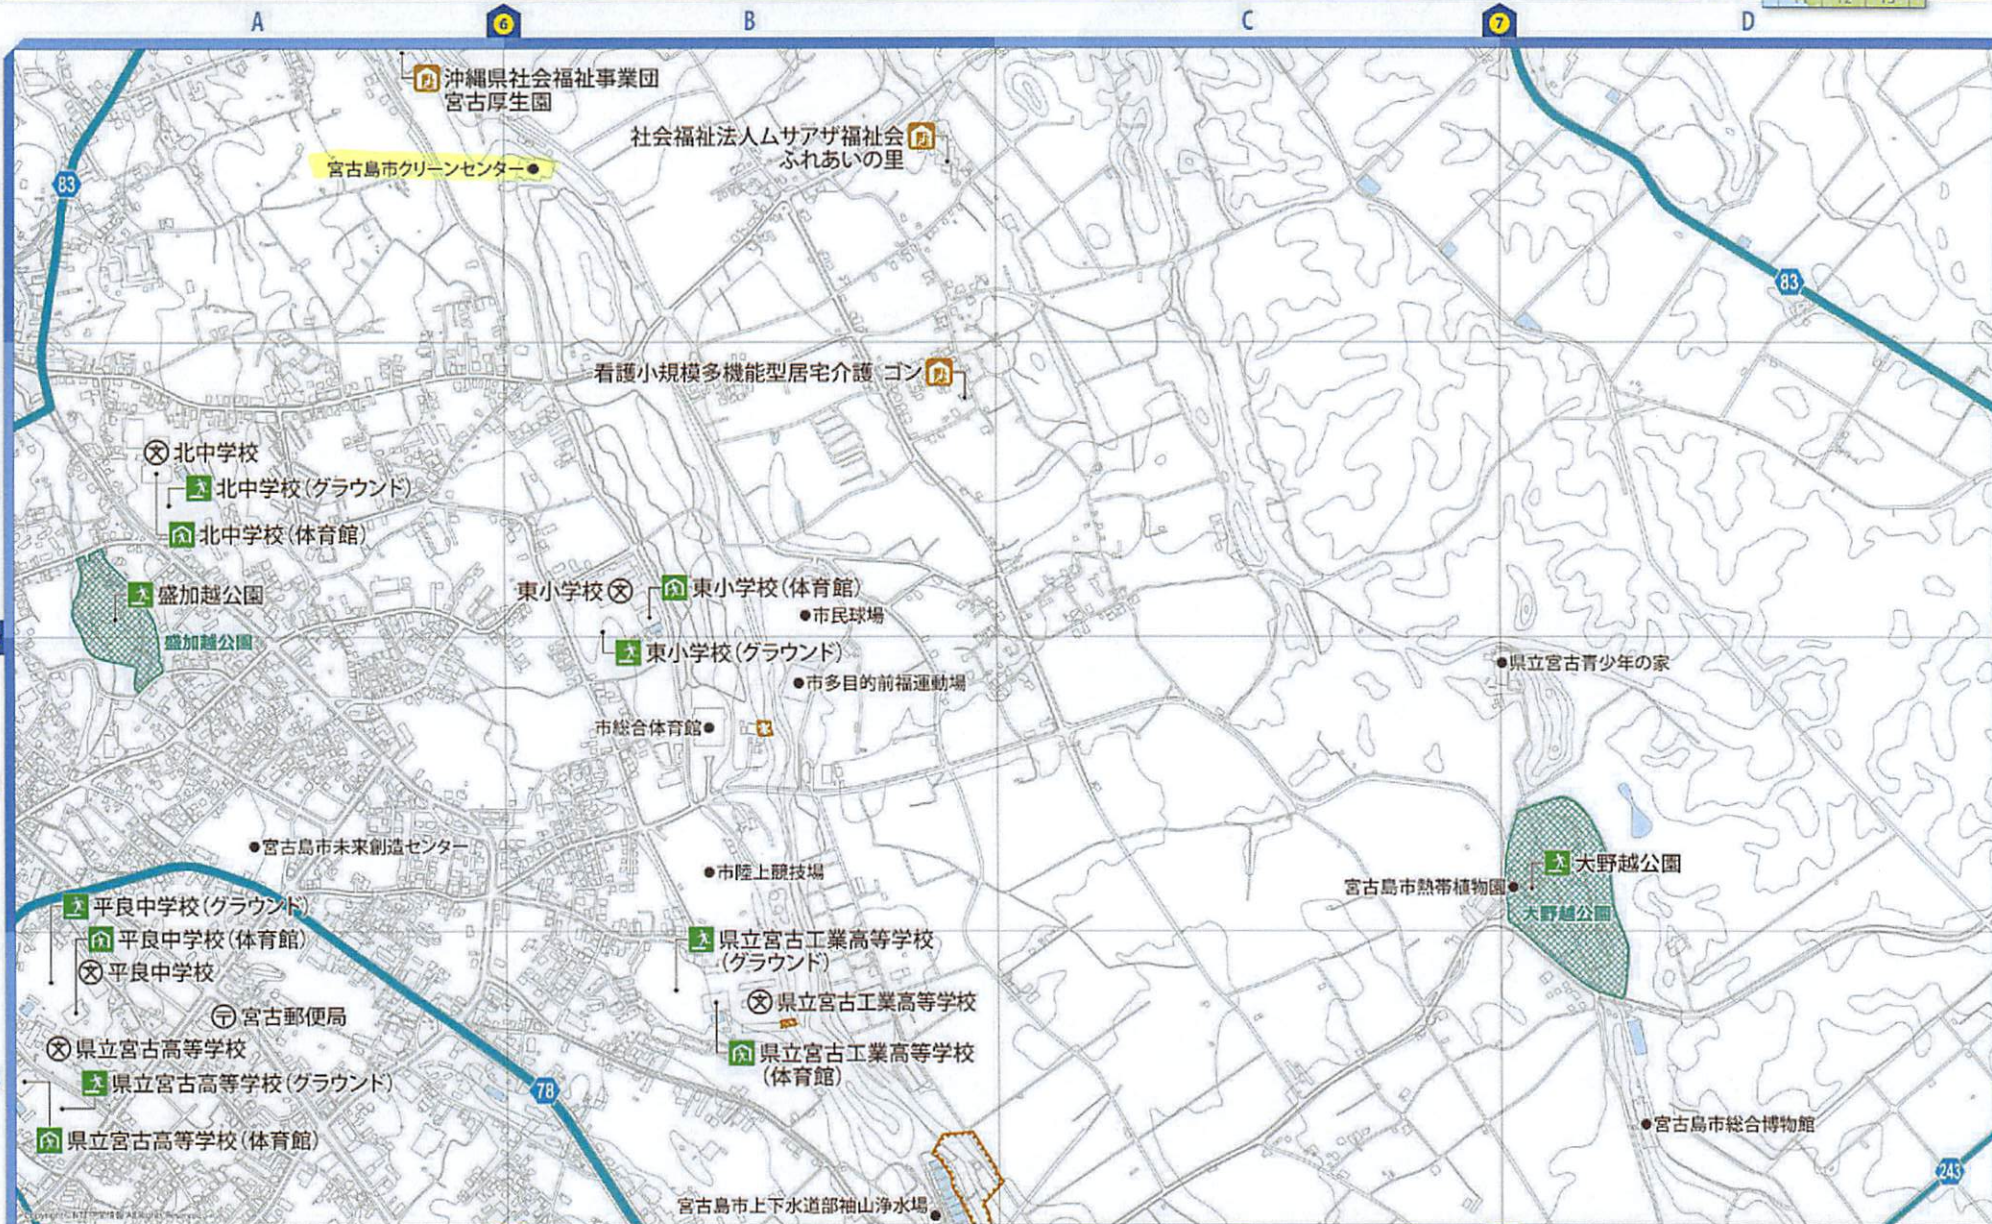 A
6
B
C
7
D
沖縄県社会福祉事業団
宮古厚生園
社会福祉法人ムサアザ福祉会
ふれあいの里
宮古島市クリーンセンター
83
83
看護小規模多機能型居宅介護 ゴン
北中学校
北中学校(グラウンド)
北中学校(体育館)
盛加越公園
盛加越公園
東小学校
東小学校(体育館)
市民球場
東小学校(グラウンド)
市多目的前福運動場
県立宮古青少年の家
市総合体育館
宮古島市未来創造センター
市陸上競技場
大野越公園
宮古島市熱帯植物園
大野越公園
平良中学校(グラウンド)
平良中学校(体育館)
平良中学校
県立宮古工業高等学校
(グラウンド)
県立宮古工業高等学校
宮古郵便局
県立宮古高等学校
県立宮古工業高等学校
(体育館)
県立宮古高等学校(グラウンド)
78
県立宮古高等学校(体育館)
宮古島市総合博物館
243
宮古島市上下水道部袖山浄水場